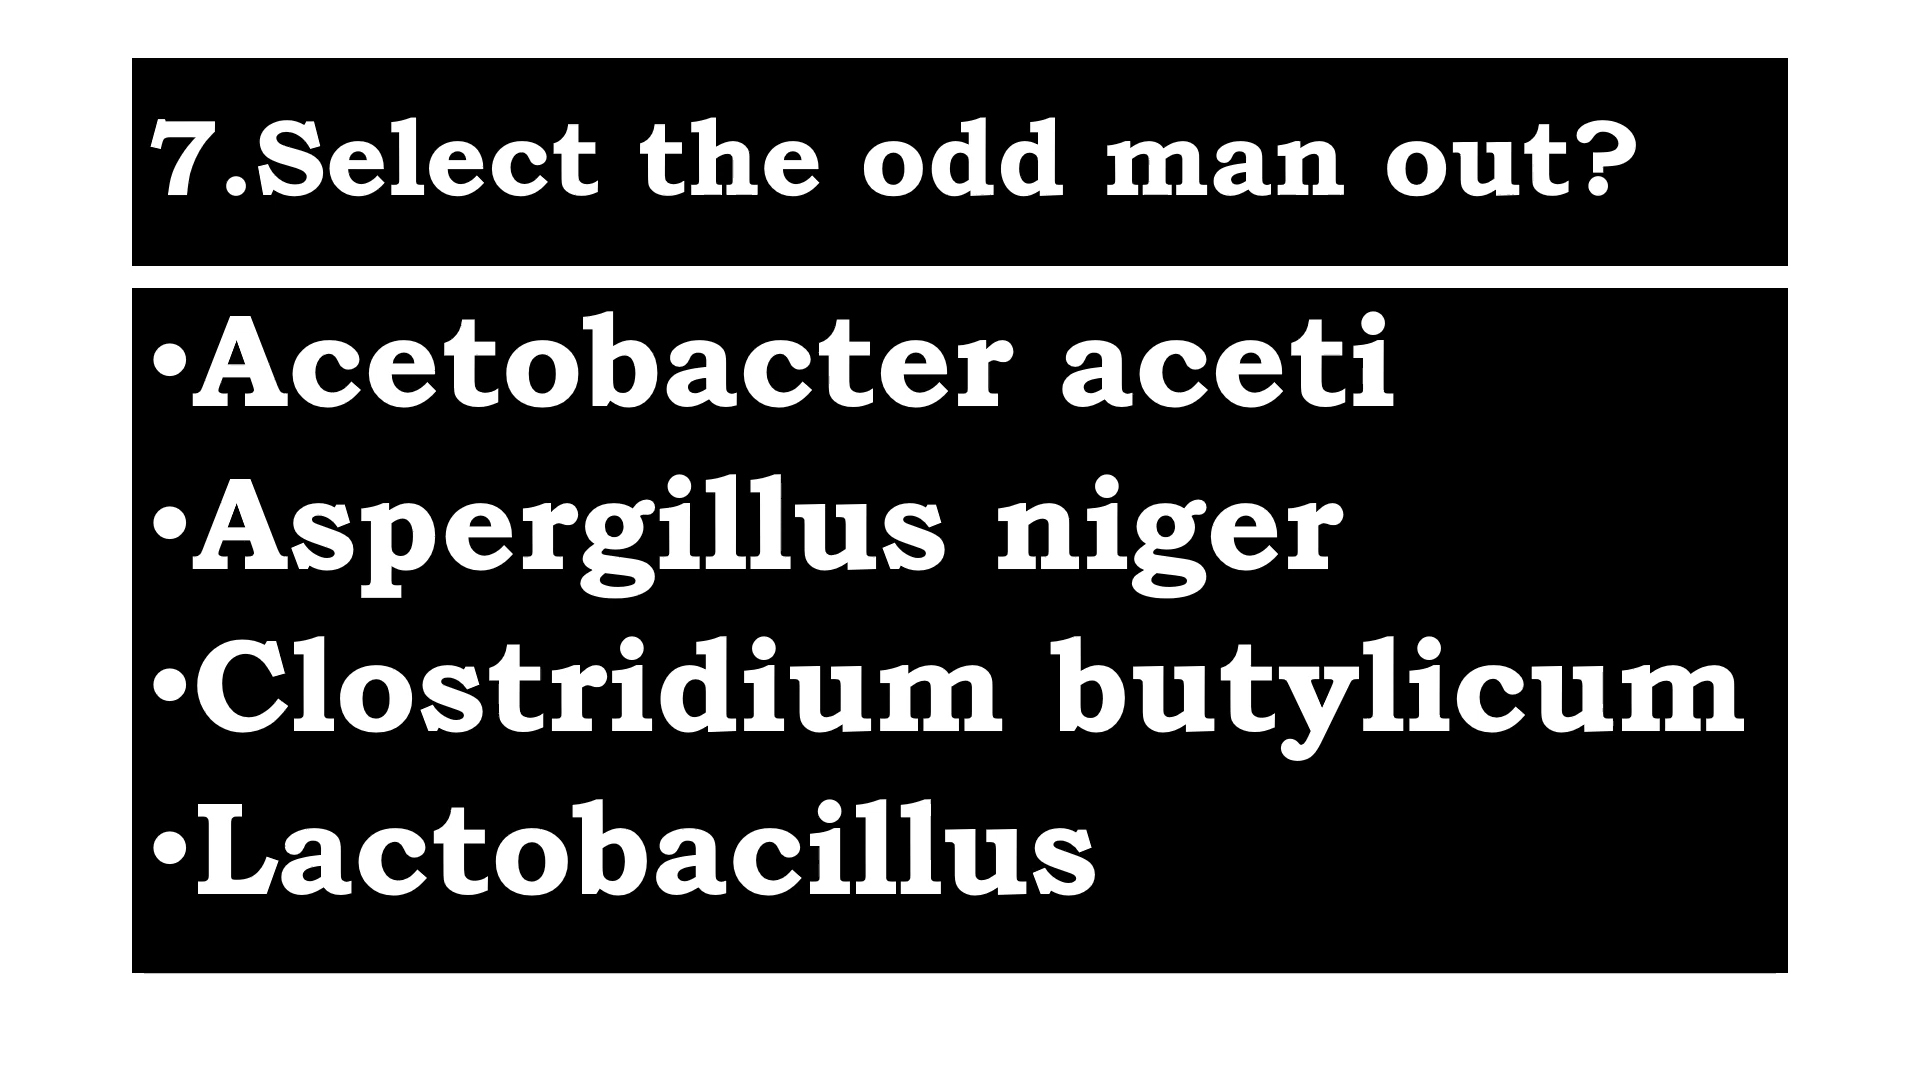 7.Select the odd man out?
•Acetobacter aceti
•Aspergillus niger
•Clostridium butylicum
•Lactobacillus